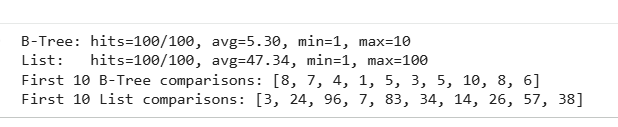 B-Tree: hits=100/100, avg=5.30, min=1, max=10
List:   hits=100/100, avg=47.34, min=1, max=100
First 10 B-Tree comparisons: [8, 7, 4, 1, 5, 3, 5, 10, 8, 6]
First 10 List comparisons: [3, 24, 96, 7, 83, 34, 14, 26, 57, 38]